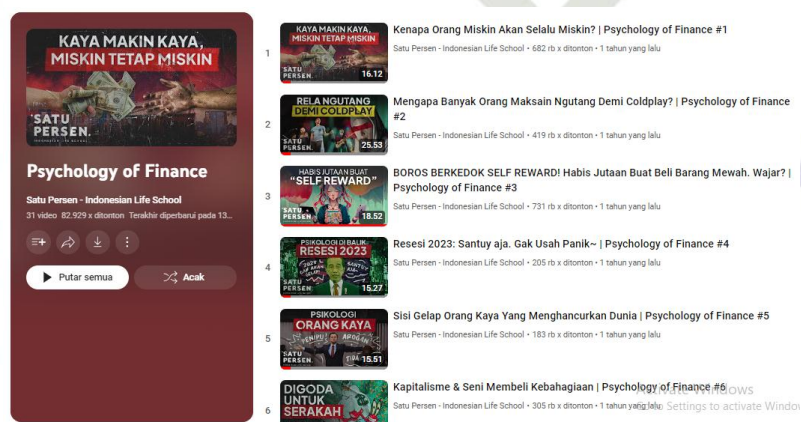 KAYA MAKIN KAYA,
MISKIN TETAP MISKIN
SATU
PERSEN.
Psychology of Finance
Satu Persen - Indonesian Life School
31 video 82.929 x ditonton Terakhir diperbarui pada 13...
Putar semua
Acak
1
KAYA MAKIN KAYA,
MISKIN TETAP MISKIN
SATU
PERSEN
16.12
Kenapa Orang Miskin Akan Selalu Miskin? | Psychology of Finance #1
Satu Persen - Indonesian Life School • 682 rb x ditonton • 1 tahun yang lalu
2
RELA NGUTANG
DEMI COLDPLAY
SATU
PERSEN
25.53
Mengapa Banyak Orang Maksain Ngutang Demi Coldplay? | Psychology of Finance
#2
Satu Persen - Indonesian Life School • 419 rb x ditonton • 1 tahun yang lalu
3
HABIS JUTAAN BUAT
"SELF REWARD"
SATU
PERSEN
18.52
BOROS BERKEDOK SELF REWARD! Habis Jutaan Buat Beli Barang Mewah. Wajar? |
Psychology of Finance #3
Satu Persen - Indonesian Life School • 731 rb x ditonton • 1 tahun yang lalu
4
PSIKOLOGI DI BALIK
RESESI 2023
SATU
PERSEN
15.27
Resesi 2023: Santuy aja. Gak Usah Panik~ | Psychology of Finance #4
Satu Persen - Indonesian Life School • 205 rb x ditonton • 1 tahun yang lalu
5
PSIKOLOGI
ORANG KAYA
SATU
PERSEN
15.51
Sisi Gelap Orang Kaya Yang Menghancurkan Dunia | Psychology of Finance #5
Satu Persen - Indonesian Life School • 183 rb x ditonton • 1 tahun yang lalu
6
DIGODA
UNTUK
SERAKAH
Kapitalisme & Seni Membeli Kebahagiaan | Psychology of Finance #6
Satu Persen - Indonesian Life School • 305 rb x ditonton • 1 tahun yang lalu
Activate Windows
Go to Settings to activate Window